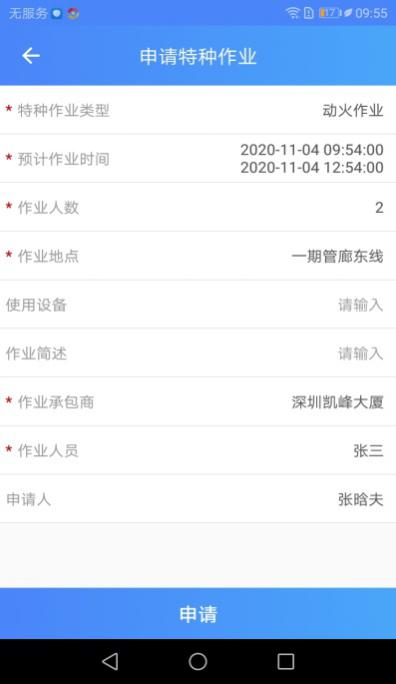 无服务 17 09:55
申请特种作业
* 特种作业类型 动火作业
* 预计作业时间 2020-11-04 09:54:00
2020-11-04 12:54:00
* 作业人数 2
* 作业地点 一期管廊东线
使用设备 请输入
作业简述 请输入
* 作业承包商 深圳凯峰大厦
* 作业人员 张三
申请人 张晗夫
申请